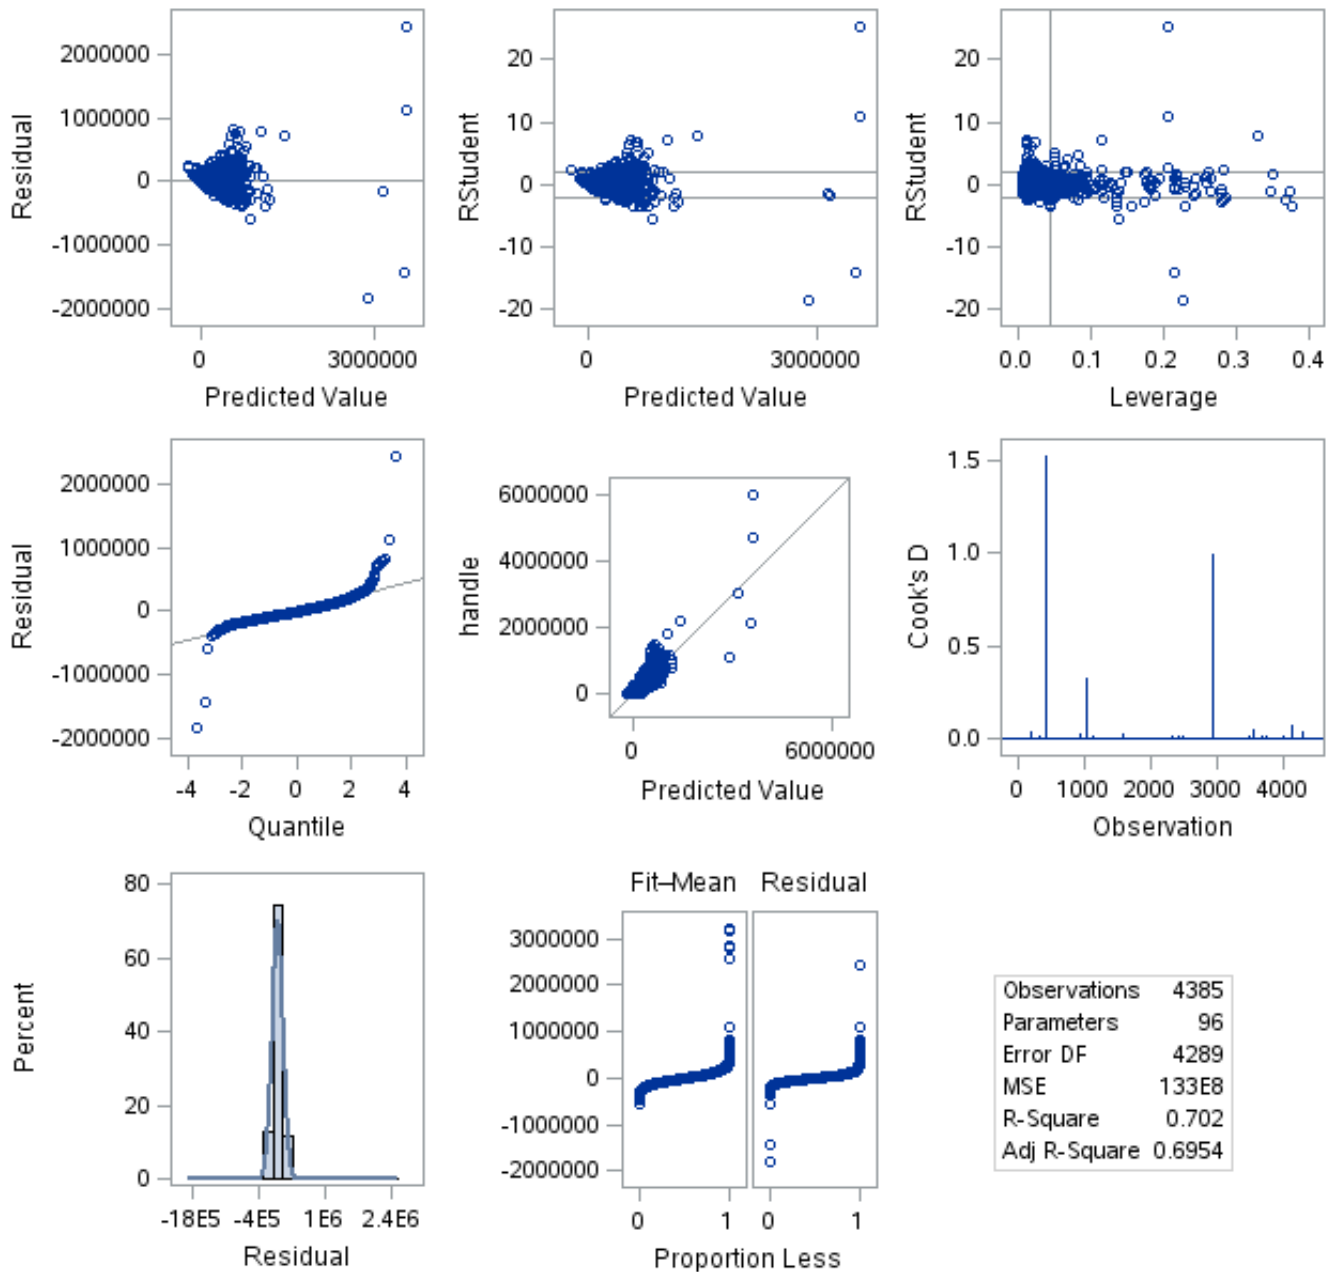 2000000
1000000
0
-1000000
-2000000
Residual
0 3000000
Predicted Value
20
10
0
-10
-20
RStudent
0 3000000
Predicted Value
20
10
0
-10
-20
RStudent
0.0 0.1 0.2 0.3 0.4
Leverage
2000000
1000000
0
-1000000
-2000000
Residual
-4 -2 0 2 4
Quantile
6000000
4000000
2000000
0
handle
0 6000000
Predicted Value
1.5
1.0
0.5
0.0
Cook's D
0 1000 2000 3000 4000
Observation
80
60
40
20
0
Percent
-18E5 -4E5 1E6 2.4E6
Residual
Fit–Mean Residual
3000000
2000000
1000000
0
-1000000
-2000000
0 1 0 1
Proportion Less
Observations 4385
Parameters 96
Error DF 4289
MSE 133E8
R-Square 0.702
Adj R-Square 0.6954